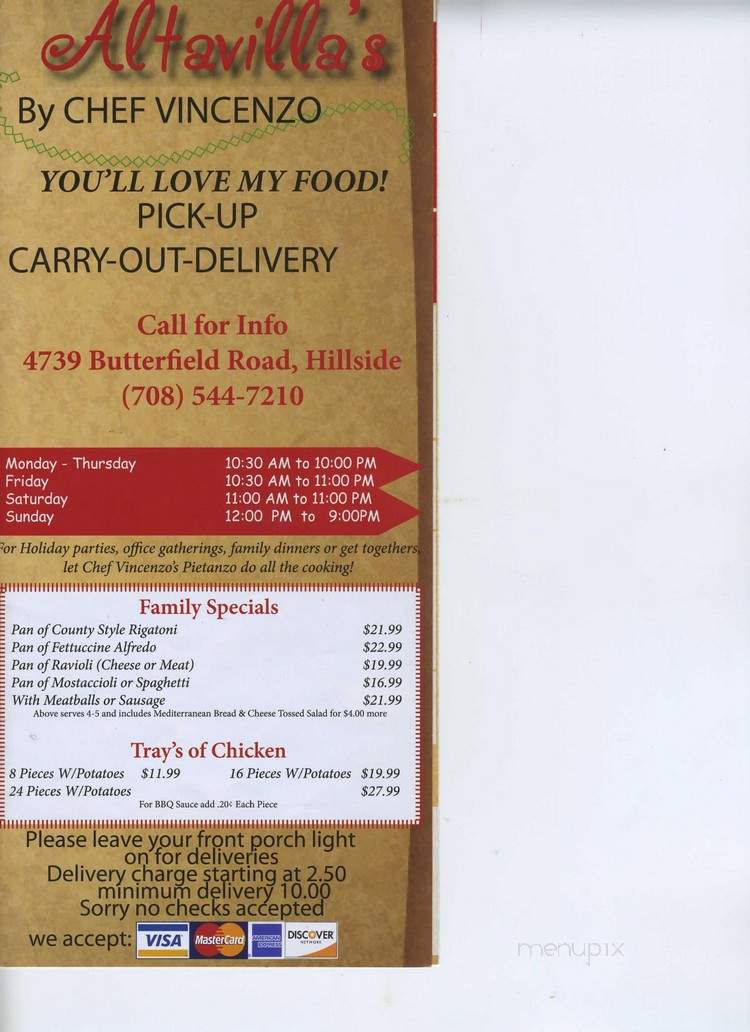 Altavilla's
By CHEF VINCENZO
YOU'LL LOVE MY FOOD!
PICK-UP
CARRY-OUT-DELIVERY
Call for Info
4739 Butterfield Road, Hillside
(708) 544-7210
Monday - Thursday 10:30 AM to 10:00 PM
Friday 10:30 AM to 11:00 PM
Saturday 11:00 AM to 11:00 PM
Sunday 12:00 PM to 9:00PM
For Holiday parties, office gatherings, family dinners or get togethers,
let Chef Vincenzo's Pietanzo do all the cooking!
Family Specials
Pan of County Style Rigatoni $21.99
Pan of Fettuccine Alfredo $22.99
Pan of Ravioli (Cheese or Meat) $19.99
Pan of Mostaccioli or Spaghetti $16.99
With Meatballs or Sausage $21.99
Above serves 4-5 and includes Mediterranean Bread & Cheese Tossed Salad for $4.00 more
Tray's of Chicken
8 Pieces W/Potatoes $11.99 16 Pieces W/Potatoes $19.99
24 Pieces W/Potatoes $27.99
For BBQ Sauce add .20¢ Each Piece
Please leave your front porch light
on for deliveries
Delivery charge starting at 2.50
minimum delivery 10.00
Sorry no checks accepted
we accept: VISA MasterCard AMERICAN EXPRESS DISCOVER NETWORK
menupix